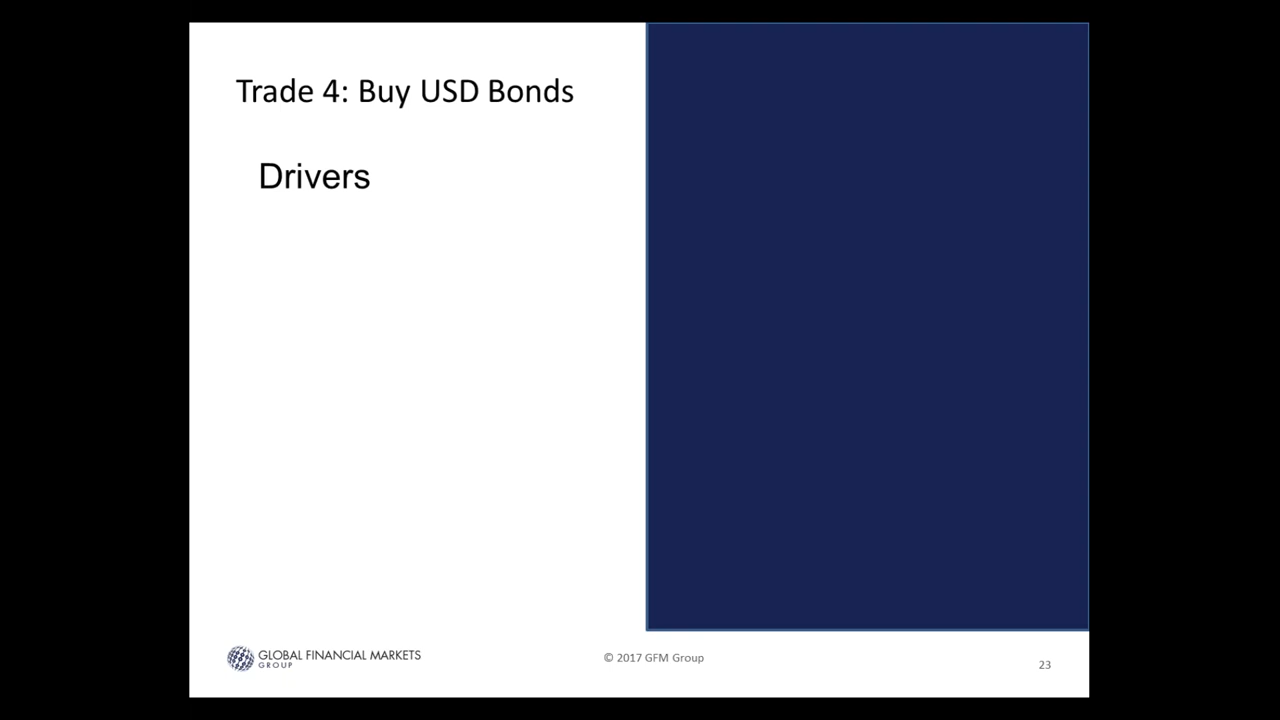 Trade 4: Buy USD Bonds
Drivers
GLOBAL FINANCIAL MARKETS
GROUP
© 2017 GFM Group
23